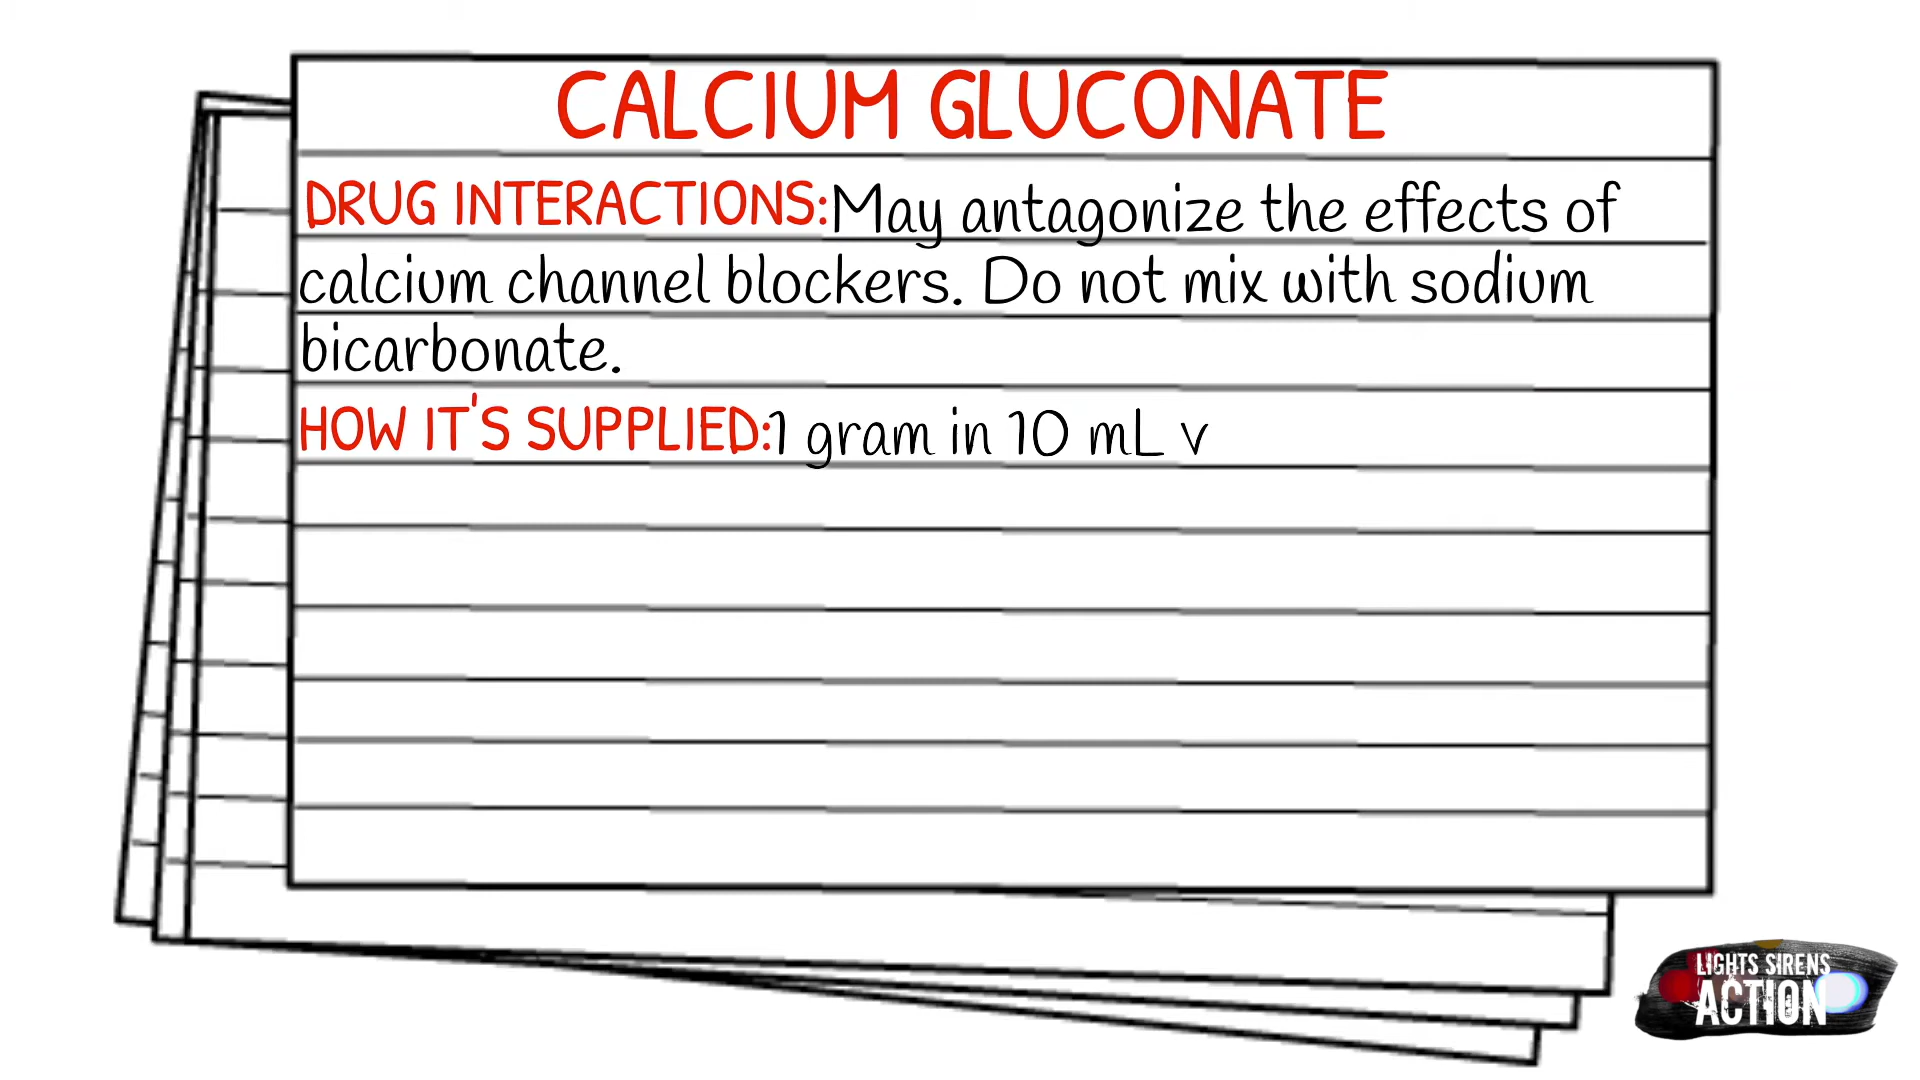 CALCIUM GLUCONATE
DRUG INTERACTIONS:May antagonize the effects of
calcium channel blockers. Do not mix with sodium
bicarbonate.
HOW IT'S SUPPLIED:1 gram in 10 mL v
LIGHTS SIRENS
ACTION